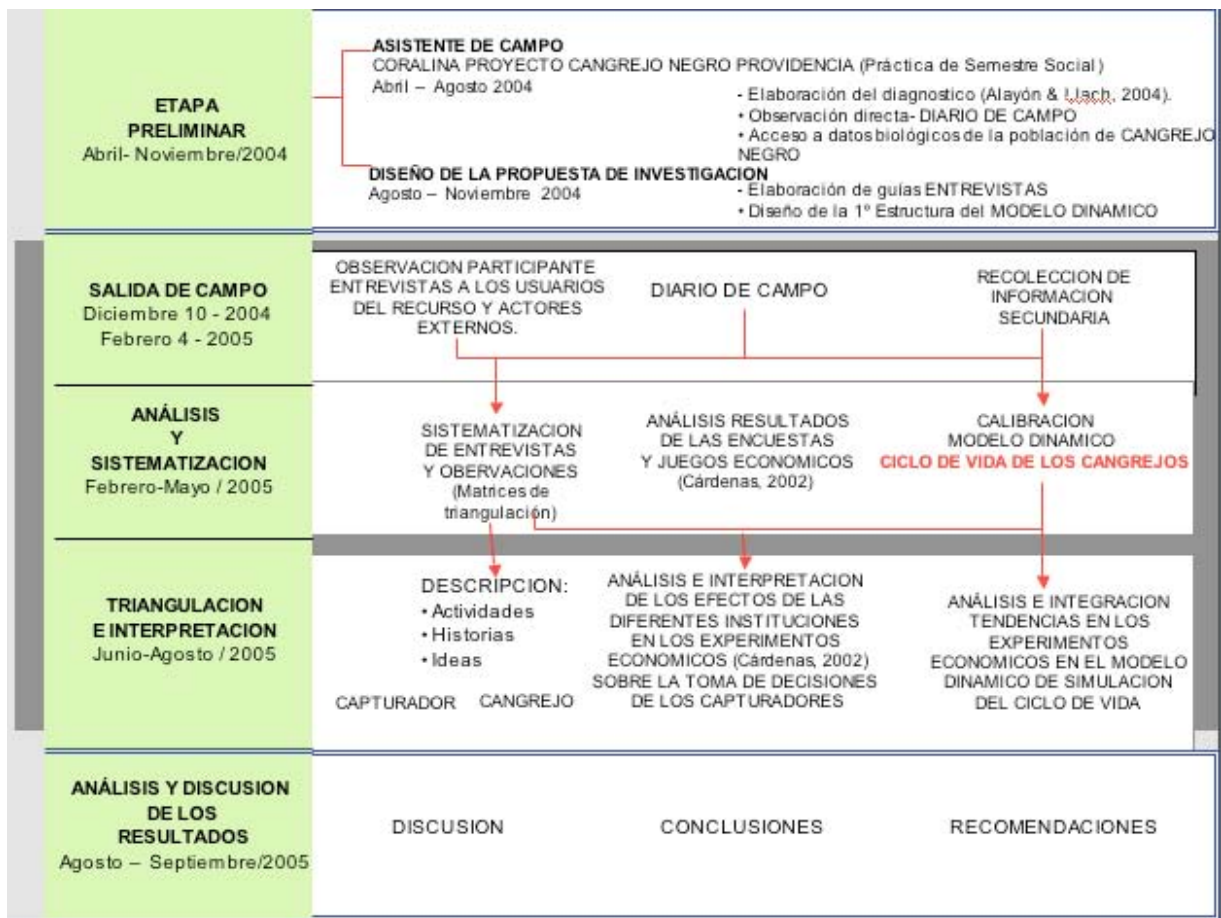 ETAPA
PRELIMINAR
Abril- Noviembre/2004
ASISTENTE DE CAMPO
CORALINA PROYECTO CANGREJO NEGRO PROVIDENCIA (Práctica de Semestre Social)
Abril – Agosto 2004
- Elaboración del diagnostico (Alayón & Llach, 2004).
• Observación directa- DIARIO DE CAMPO
• Acceso a datos biológicos de la población de CANGREJO
NEGRO
DISEÑO DE LA PROPUESTA DE INVESTIGACION
Agosto – Noviembre 2004
- Elaboración de guías ENTREVISTAS
• Diseño de la 1º Estructura del MODELO DINAMICO
SALIDA DE CAMPO
Diciembre 10 - 2004
Febrero 4 - 2005
OBSERVACION PARTICIPANTE
ENTREVISTAS A LOS USUARIOS
DEL RECURSO Y ACTORES
EXTERNOS.
DIARIO DE CAMPO
RECOLECCION DE
INFORMACION
SECUNDARIA
ANÁLISIS
Y
SISTEMATIZACION
Febrero-Mayo / 2005
SISTEMATIZACION
DE ENTREVISTAS
Y OBERVACIONES
(Matrices de
triangulación)
ANÁLISIS RESULTADOS
DE LAS ENCUESTAS
Y JUEGOS ECONOMICOS
(Cárdenas, 2002)
CALIBRACION
MODELO DINAMICO
CICLO DE VIDA DE LOS CANGREJOS
TRIANGULACION
E INTERPRETACION
Junio-Agosto / 2005
DESCRIPCION:
• Actividades
• Historias
• Ideas
CAPTURADOR CANGREJO
ANÁLISIS E INTERPRETACION
DE LOS EFECTOS DE LAS
DIFERENTES INSTITUCIONES
EN LOS EXPERIMENTOS
ECONOMICOS (Cárdenas, 2002)
SOBRE LA TOMA DE DECISIONES
DE LOS CAPTURADORES
ANÁLISIS E INTEGRACION
TENDENCIAS EN LOS
EXPERIMENTOS
ECONOMICOS EN EL MODELO
DINAMICO DE SIMULACION
DEL CICLO DE VIDA
ANÁLISIS Y DISCUSION
DE LOS
RESULTADOS
Agosto – Septiembre/2005
DISCUSION
CONCLUSIONES
RECOMENDACIONES